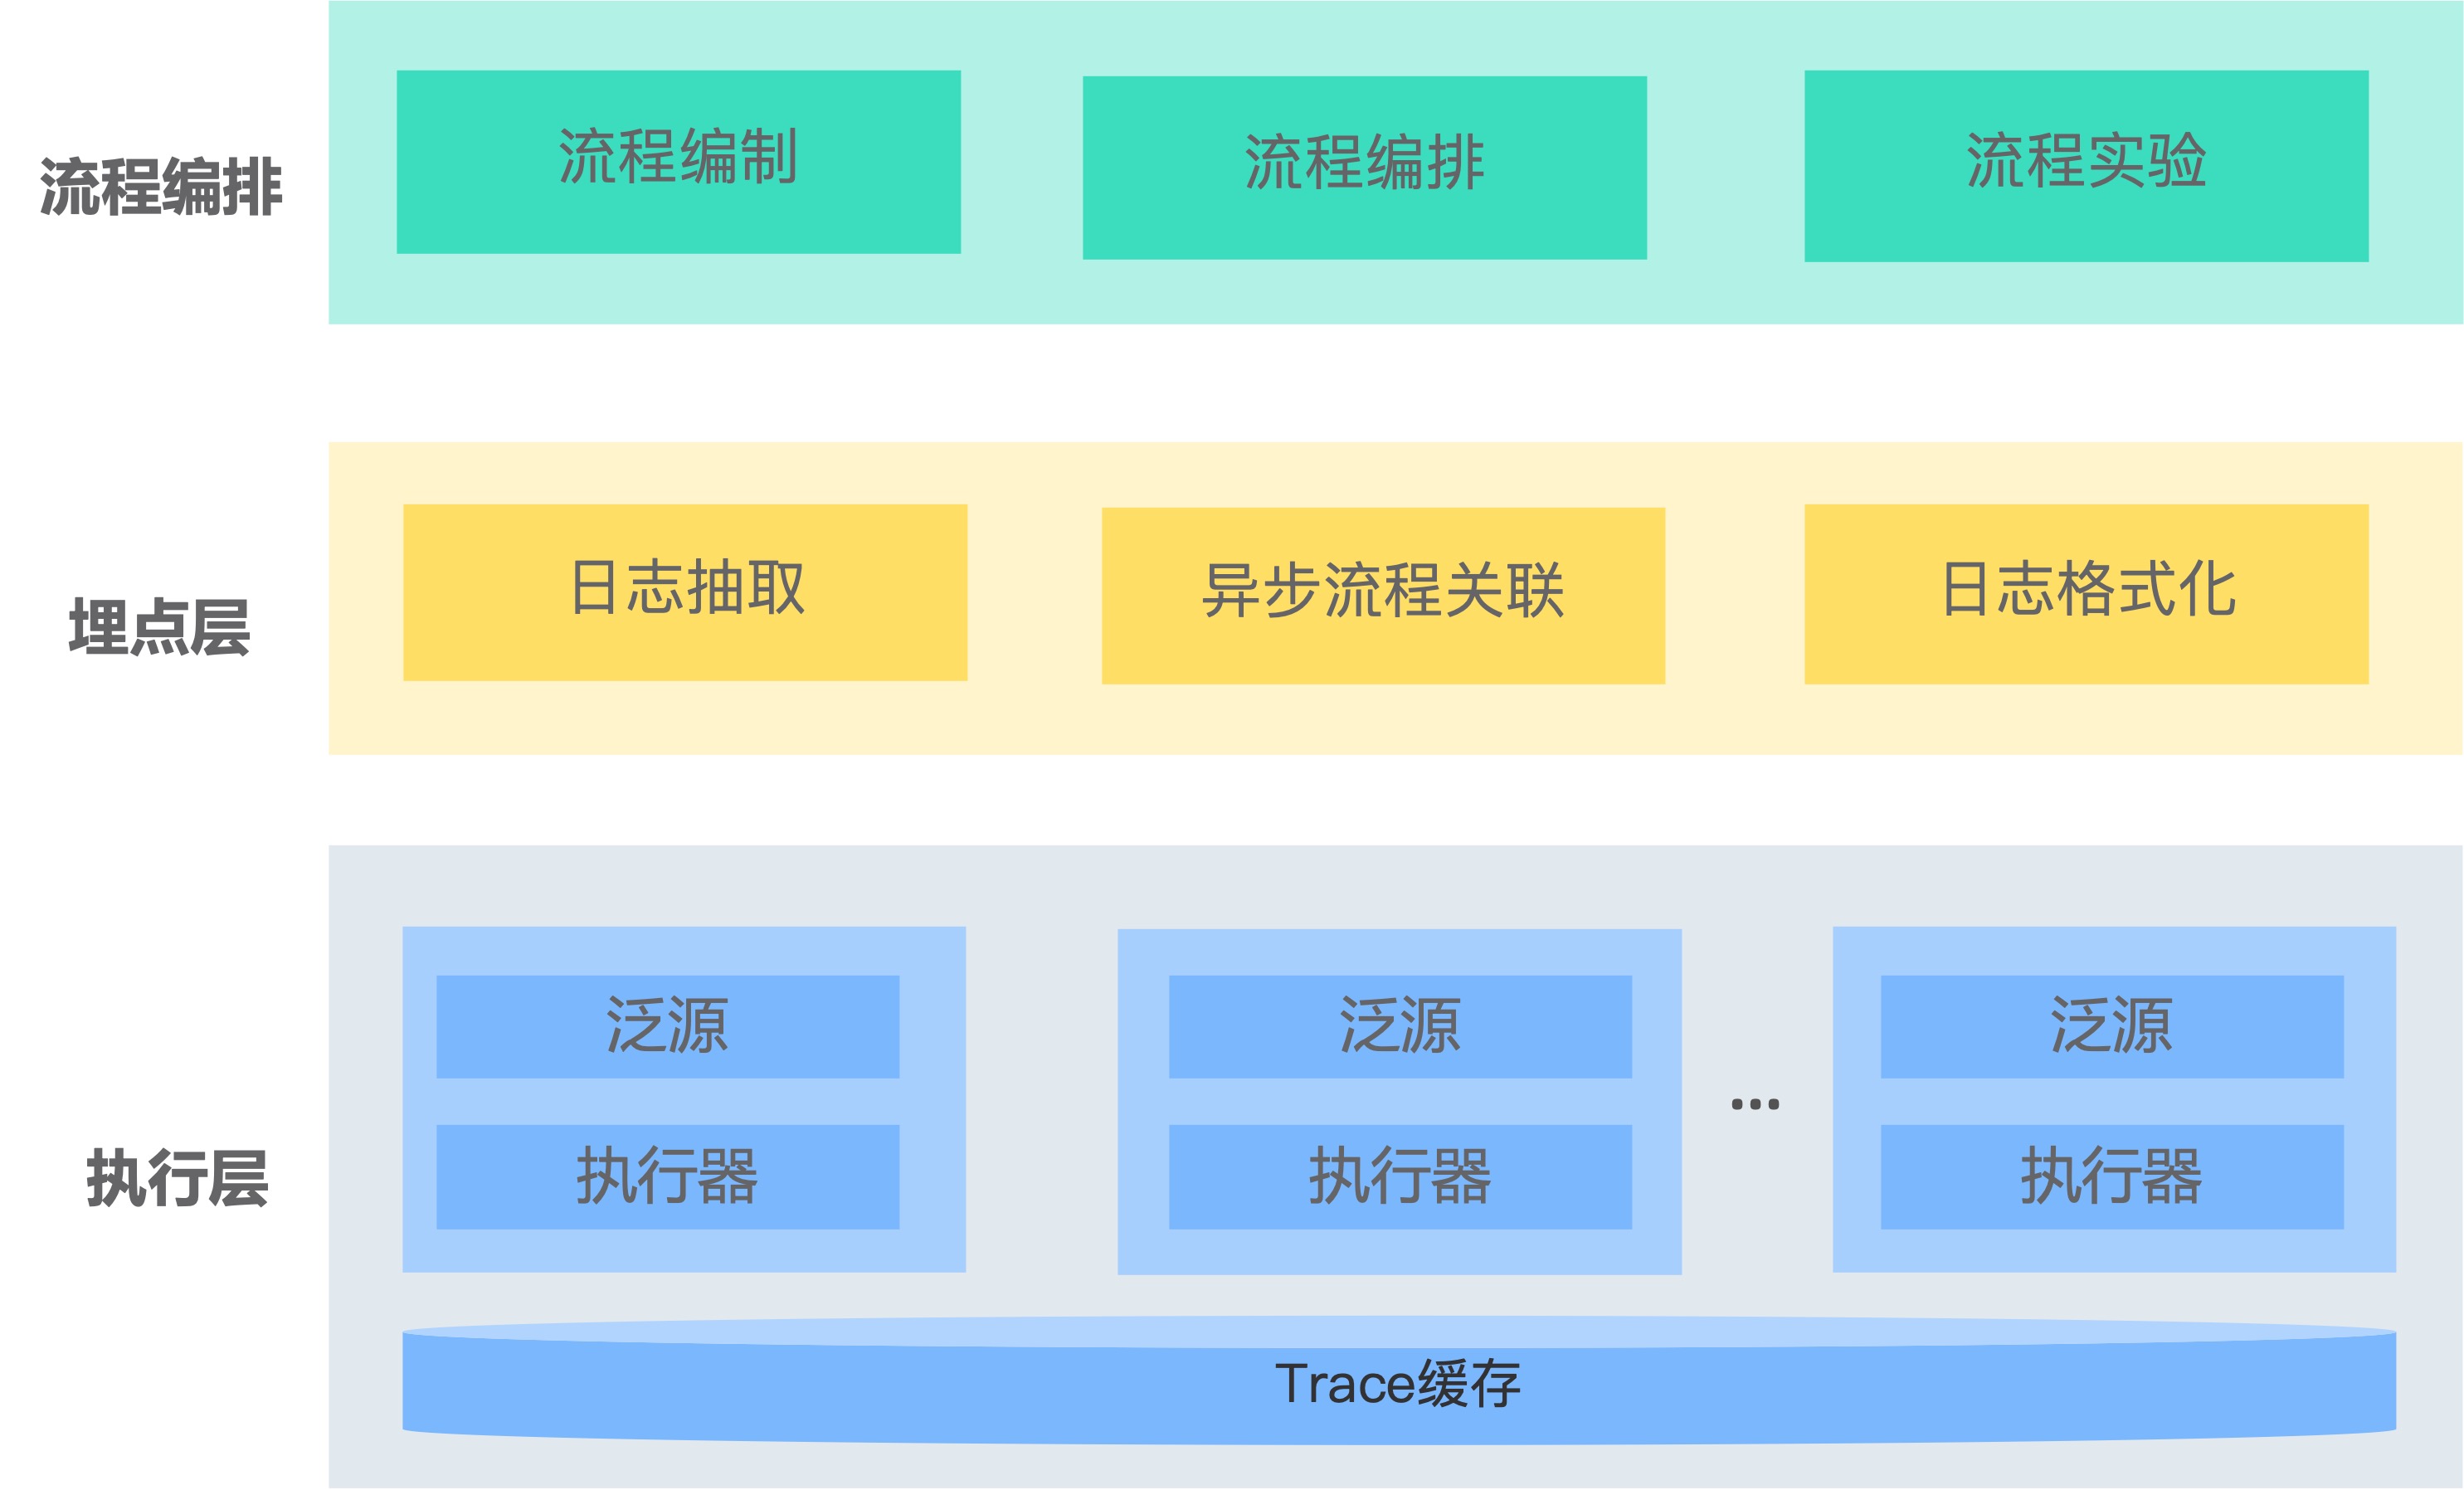 流程编排
流程编制
流程编排
流程实验
埋点层
日志抽取
异步流程关联
日志格式化
执行层
泛源
泛源
泛源
...
执行器
执行器
执行器
Trace缓存